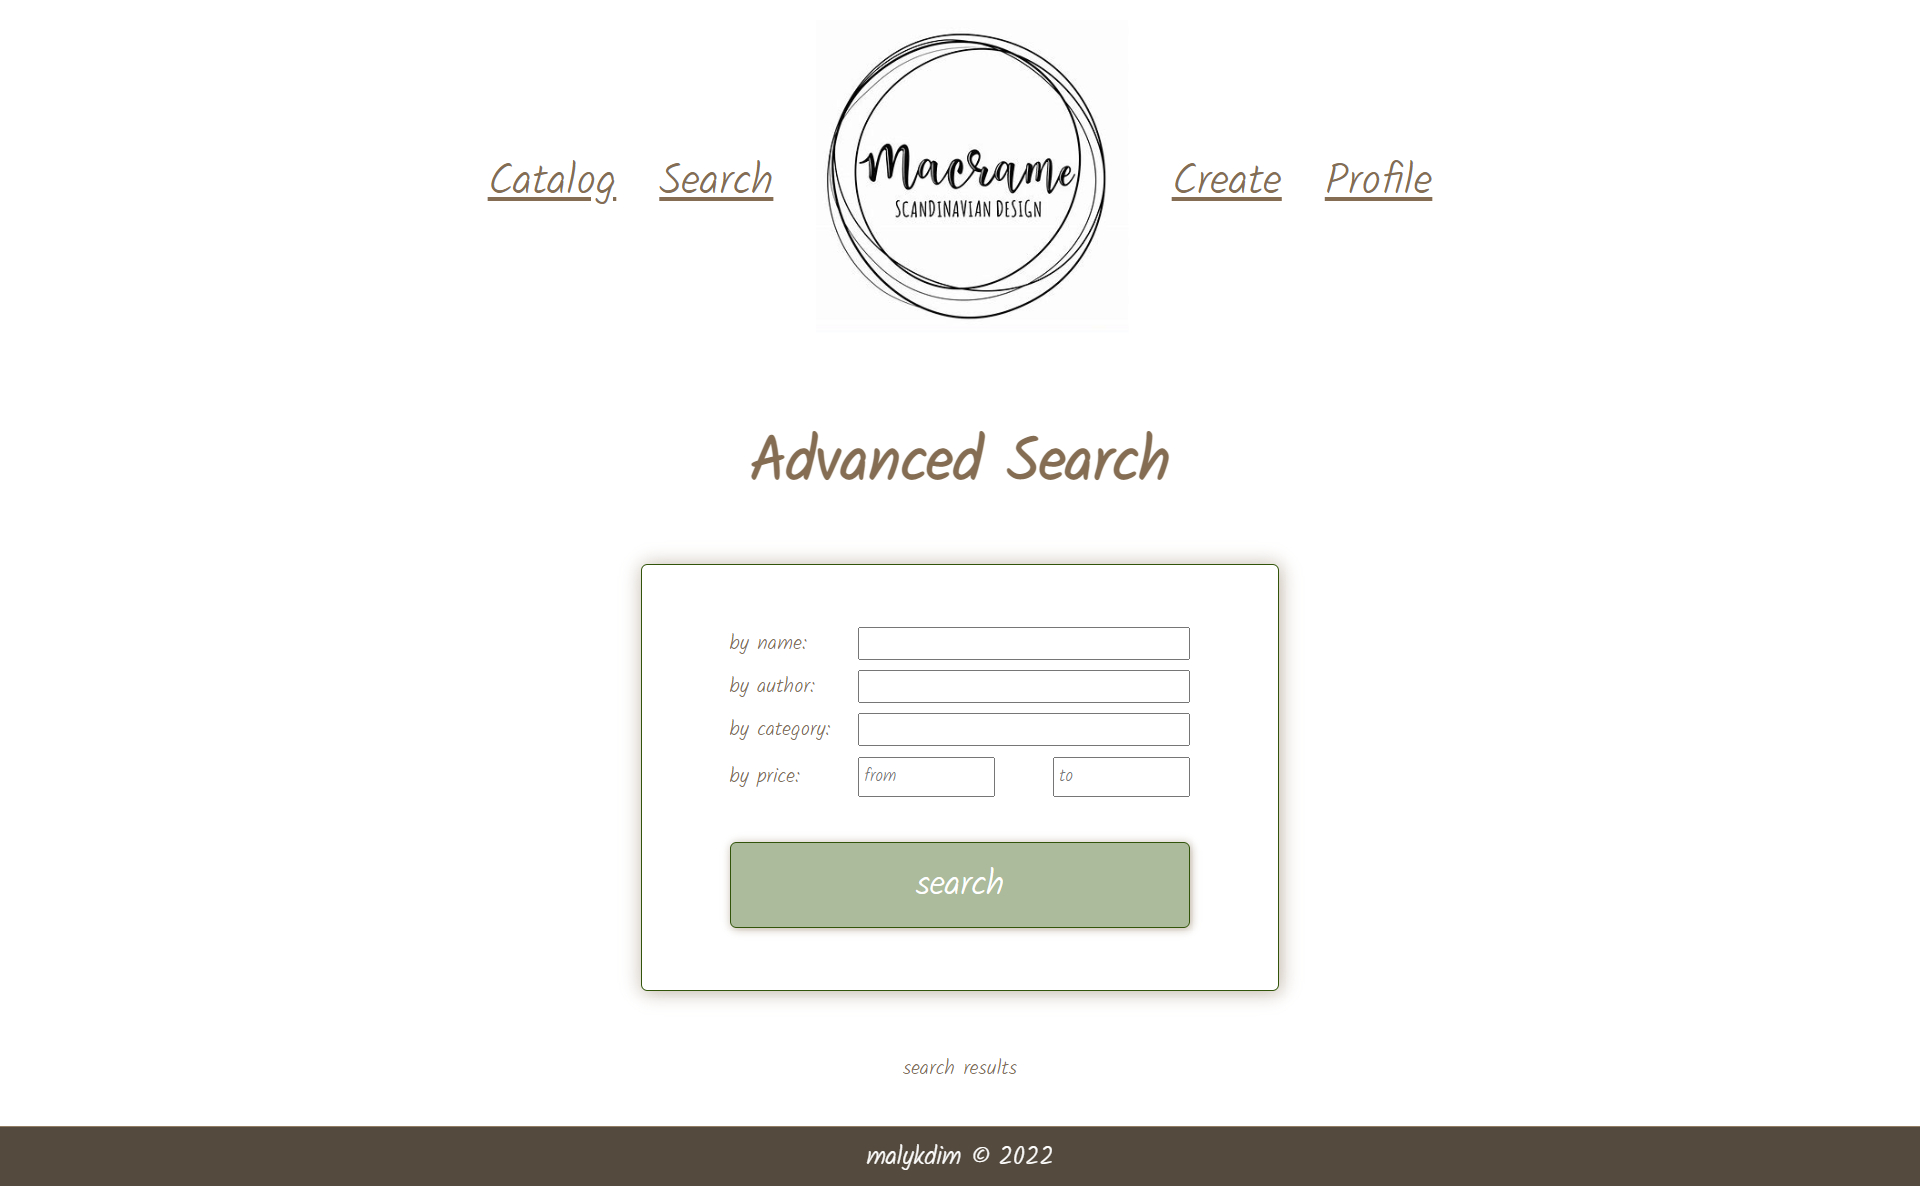 Catalog Search Create Profile
Macrame
SCANDINAVIAN DESIGN
Advanced Search
by name:
by author:
by category:
by price: from to
search
search results
malykdim © 2022